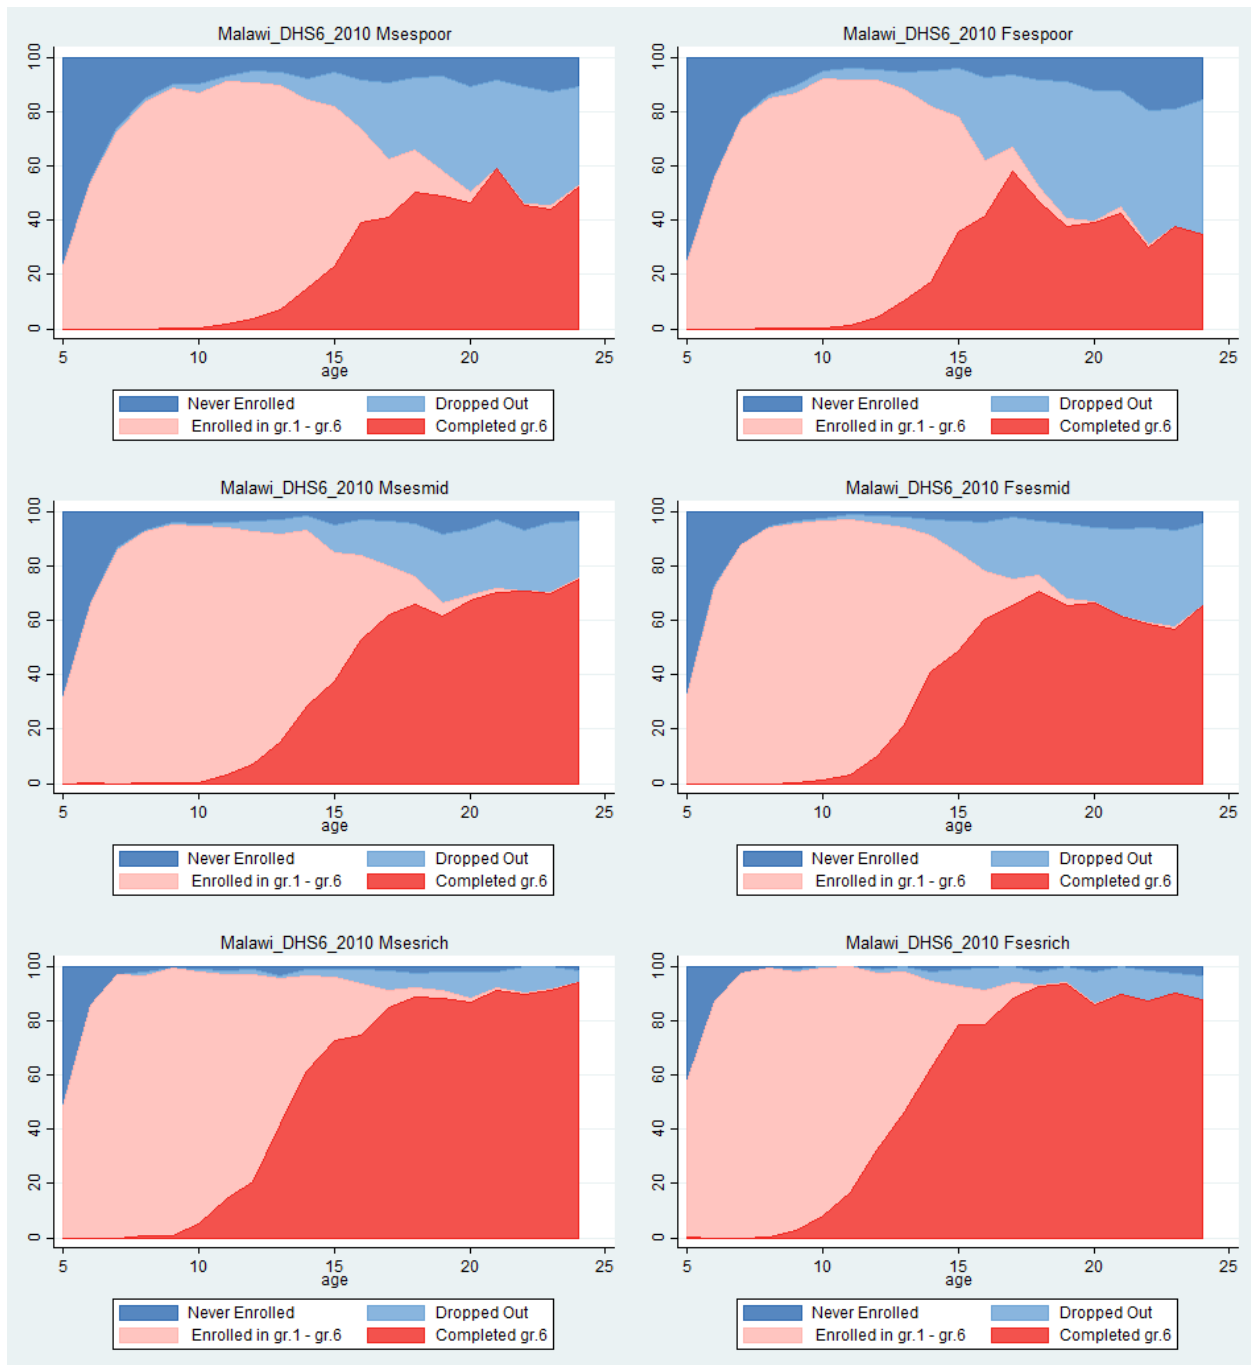 Malawi_DHS6_2010 Msespoor
100
80
60
40
20
0
5 10 15 20 25
age
Never Enrolled Dropped Out
Enrolled in gr.1 - gr.6 Completed gr.6
Malawi_DHS6_2010 Fsespoor
100
80
60
40
20
0
5 10 15 20 25
age
Never Enrolled Dropped Out
Enrolled in gr.1 - gr.6 Completed gr.6
Malawi_DHS6_2010 Msesmid
100
80
60
40
20
0
5 10 15 20 25
age
Never Enrolled Dropped Out
Enrolled in gr.1 - gr.6 Completed gr.6
Malawi_DHS6_2010 Fsesmid
100
80
60
40
20
0
5 10 15 20 25
age
Never Enrolled Dropped Out
Enrolled in gr.1 - gr.6 Completed gr.6
Malawi_DHS6_2010 Msesrich
100
80
60
40
20
0
5 10 15 20 25
age
Never Enrolled Dropped Out
Enrolled in gr.1 - gr.6 Completed gr.6
Malawi_DHS6_2010 Fsesrich
100
80
60
40
20
0
5 10 15 20 25
age
Never Enrolled Dropped Out
Enrolled in gr.1 - gr.6 Completed gr.6